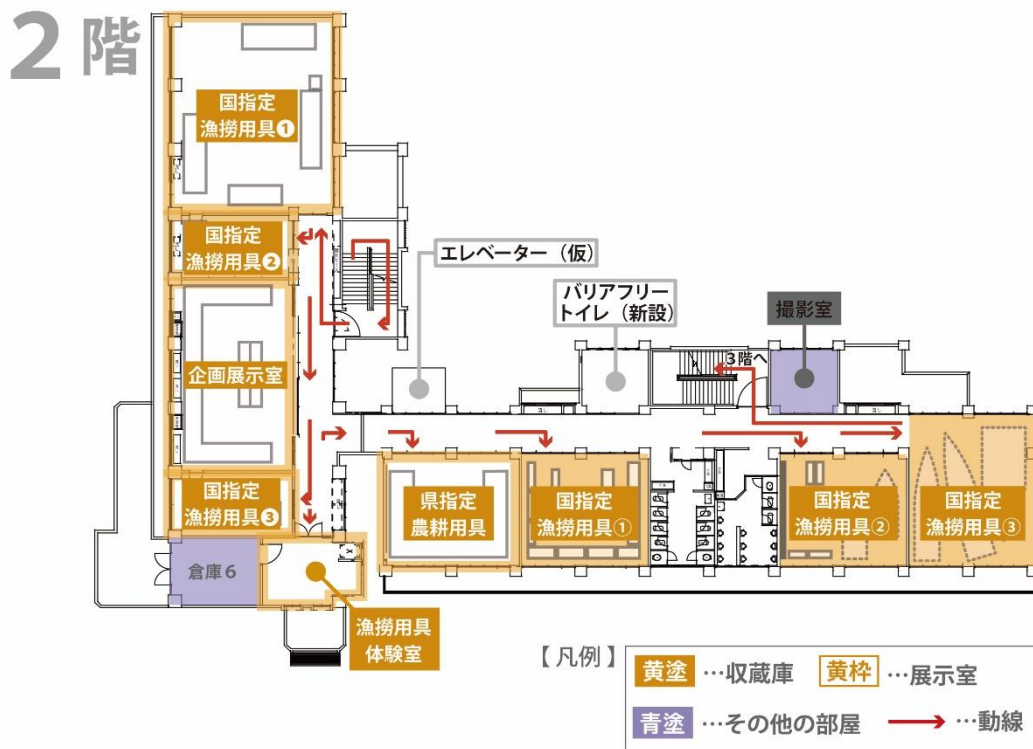 2階
国指定
漁撈用具❶
国指定
漁撈用具❷
エレベーター（仮）
バリアフリー
トイレ（新設）
撮影室
3階へ
企画展示室
国指定
漁撈用具❸
県指定
農耕用具
国指定
漁撈用具①
国指定
漁撈用具②
国指定
漁撈用具③
倉庫6
漁撈用具
体験室
【凡例】
黄塗 …収蔵庫 黄枠 …展示室
青塗 …その他の部屋 …動線